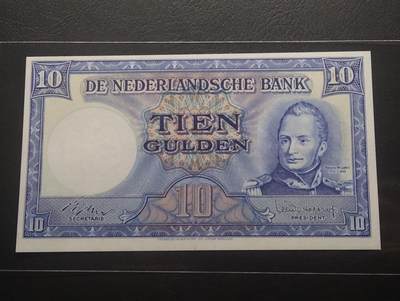 10
10
DE NEDERLANDSCHE BANK
TIEN
GULDEN
10
10
10
SECRETARIS
PRESIDENT